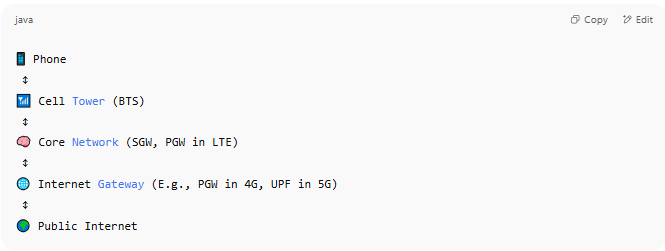 java Copy Edit
📱 Phone
↕
📶 Cell Tower (BTS)
↕
🧠 Core Network (SGW, PGW in LTE)
↕
🌐 Internet Gateway (E.g., PGW in 4G, UPF in 5G)
↕
🌍 Public Internet